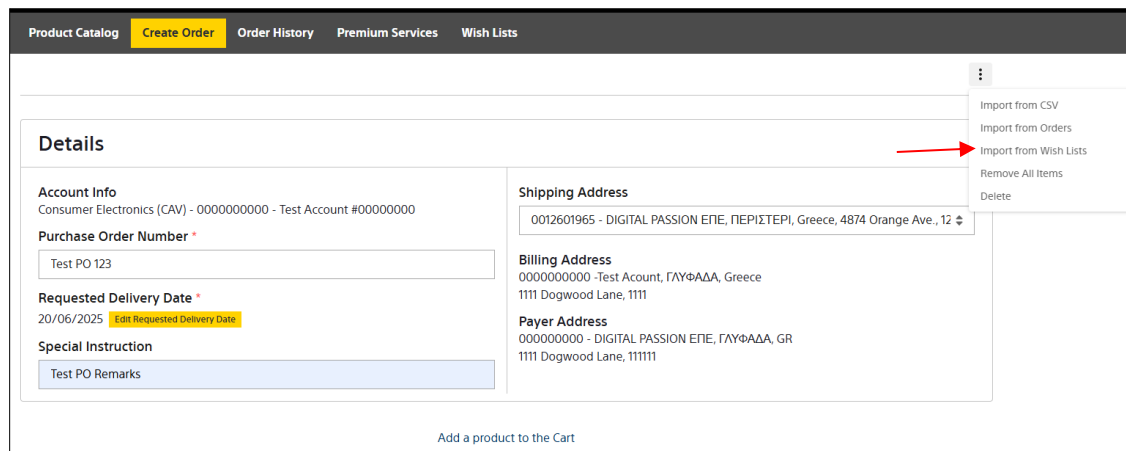 Product Catalog Create Order Order History Premium Services Wish Lists
Import from CSV
Import from Orders
Import from Wish Lists
Remove All Items
Delete
Details
Account Info
Consumer Electronics (CAV) - 0000000000 - Test Account #00000000
Purchase Order Number *
Test PO 123
Requested Delivery Date *
20/06/2025 Edit Requested Delivery Date
Special Instruction
Test PO Remarks
Shipping Address
0012601965 - DIGITAL PASSION ΕΠΕ, ΠΕΡΙΣΤΕΡΙ, Greece, 4874 Orange Ave., 12
Billing Address
0000000000 -Test Acount, ΓΛΥΦΑΔΑ, Greece
1111 Dogwood Lane, 1111
Payer Address
000000000 - DIGITAL PASSION ΕΠΕ, ΓΛΥΦΑΔΑ, GR
1111 Dogwood Lane, 111111
Add a product to the Cart